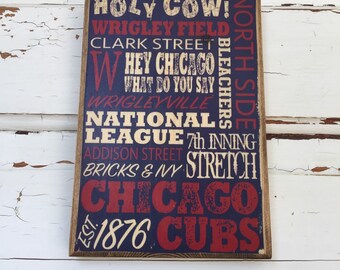 HOLY COW!
WRIGLEY FIELD
CLARK STREET
W
HEY CHICAGO
WHAT DO YOU SAY
WRIGLEYVILLE
NATIONAL
LEAGUE
ADDISON STREET
BRICKS & IVY
BLEACHERS
NORTH SIDE
7th INNING
STRETCH
CHICAGO
EST. 1876
CUBS